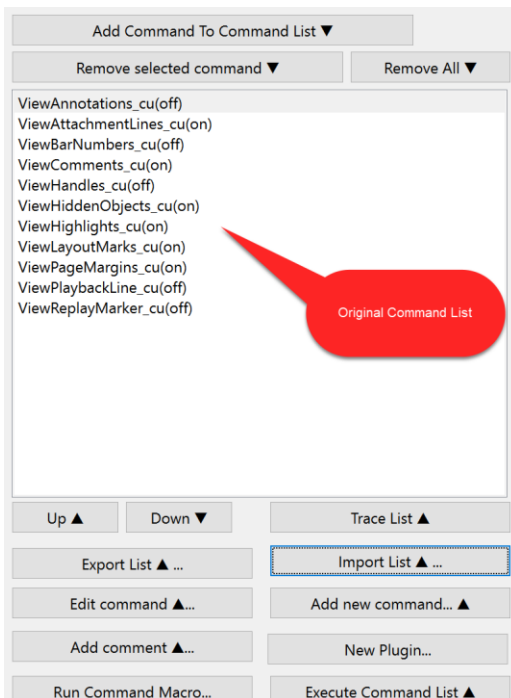 Add Command To Command List ▼
Remove selected command ▼
Remove All ▼
ViewAnnotations_cu(off)
ViewAttachmentLines_cu(on)
ViewBarNumbers_cu(off)
ViewComments_cu(on)
ViewHandles_cu(off)
ViewHiddenObjects_cu(on)
ViewHighlights_cu(on)
ViewLayoutMarks_cu(on)
ViewPageMargins_cu(on)
ViewPlaybackLine_cu(off)
ViewReplayMarker_cu(off)
Original Command List
Up ▲
Down ▼
Trace List ▲
Export List ▲ ...
Import List ▲ ...
Edit command ▲...
Add new command... ▲
Add comment ▲...
New Plugin...
Run Command Macro...
Execute Command List ▲